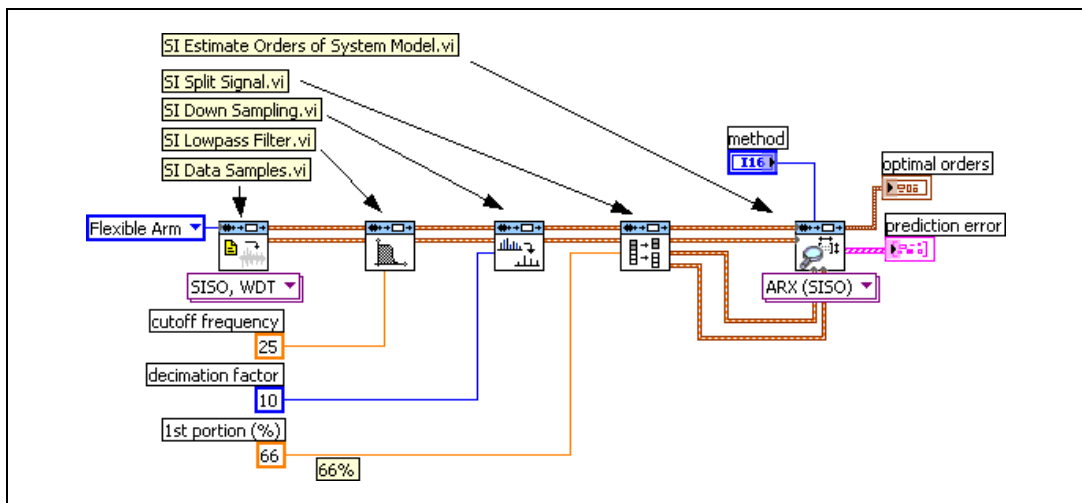 SI Estimate Orders of System Model.vi
SI Split Signal.vi
SI Down Sampling.vi
SI Lowpass Filter.vi
SI Data Samples.vi
method
I16
optimal orders
prediction error
Flexible Arm
SISO, WDT
ARX (SISO)
cutoff frequency
25
decimation factor
10
1st portion (%)
66
66%